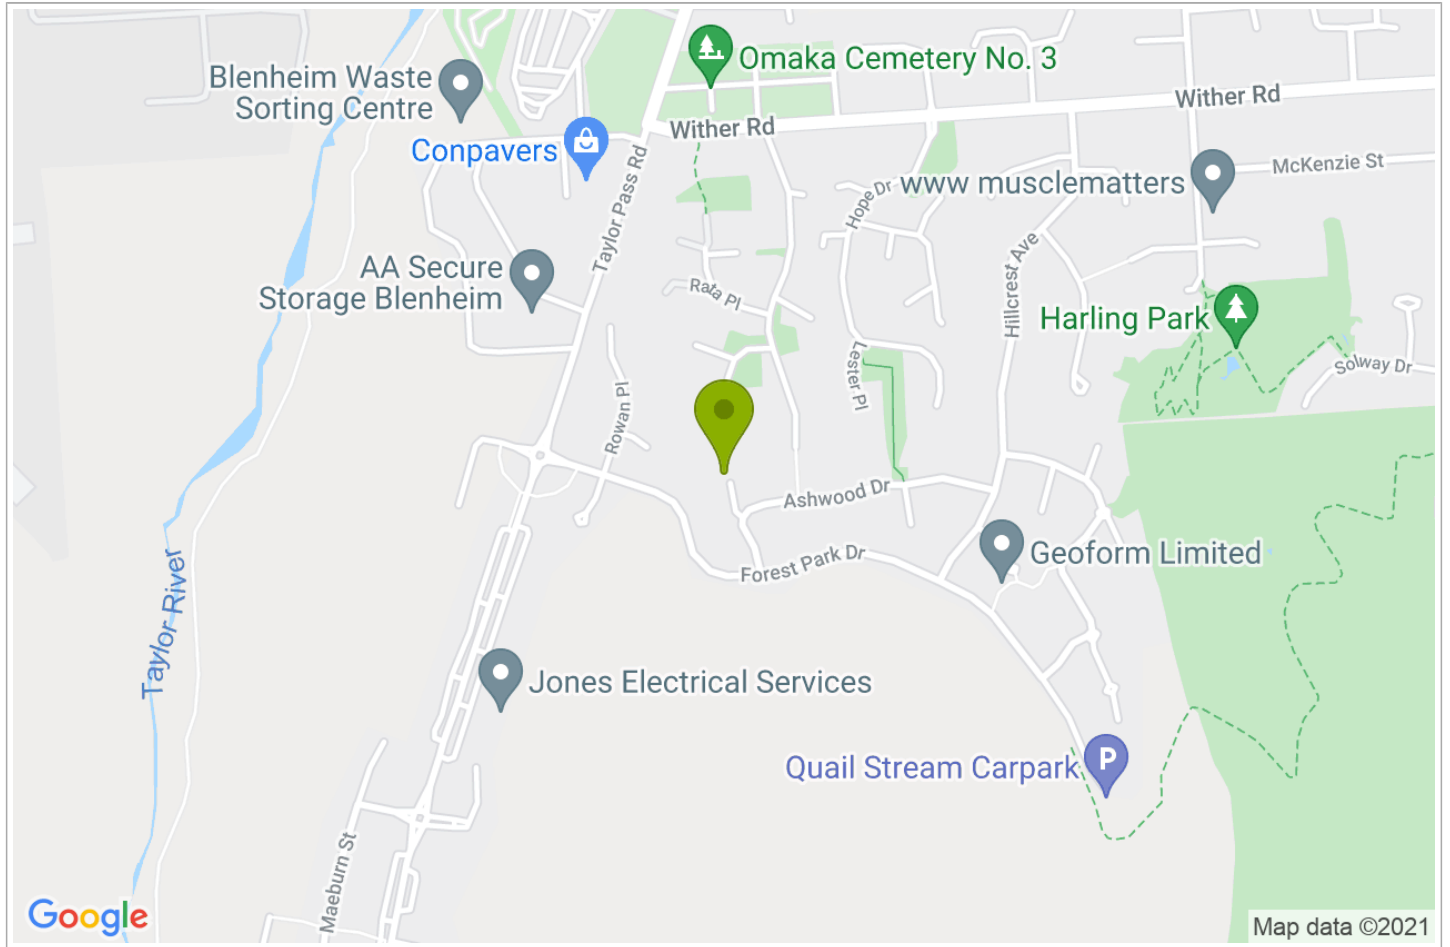 Omaka Cemetery No. 3
Blenheim Waste
Sorting Centre
Wither Rd
Wither Rd
Conpavers
McKenzie St
www musclematters
Taylor Pass Rd
Hope Dr
AA Secure
Storage Blenheim
Hillcrest Ave
Rata Pl
Harling Park
Lester Pl
Solway Dr
Rowan Pl
Ashwood Dr
Geoform Limited
Forest Park Dr
Taylor River
Jones Electrical Services
P
Quail Stream Carpark
Maeburn St
Google
Map data ©2021